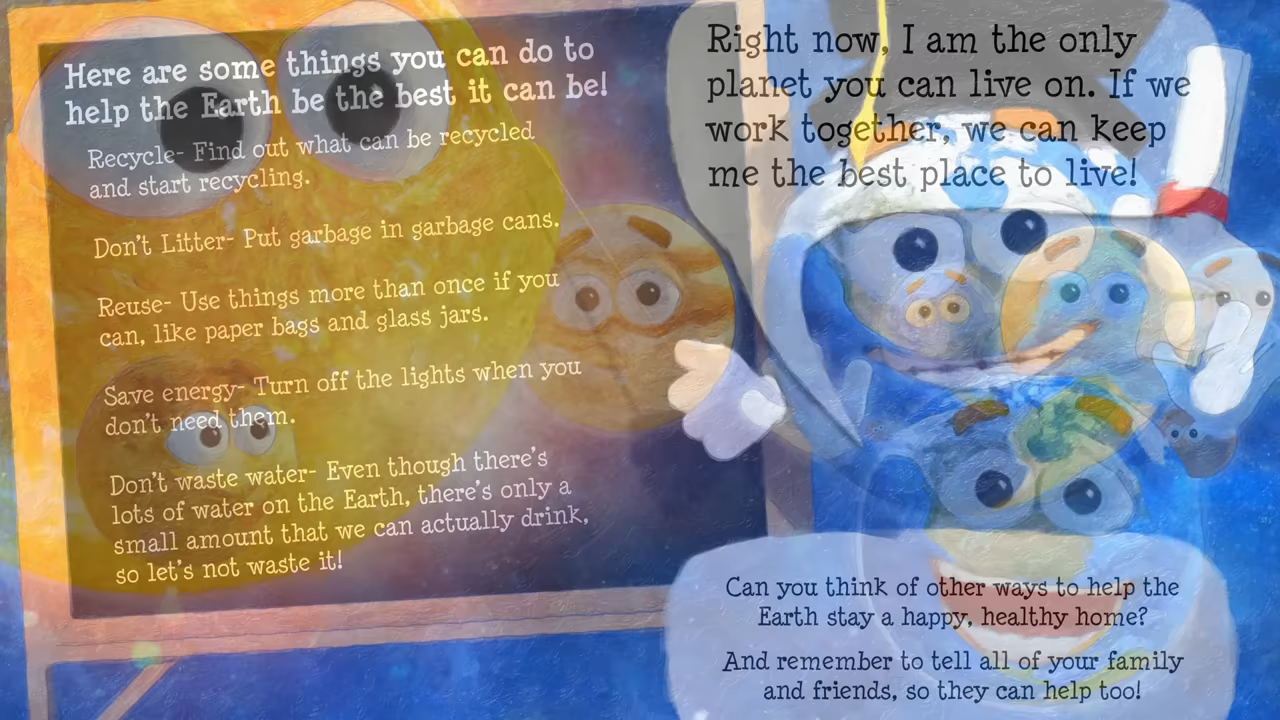 Here are some things you can do to
help the Earth be the best it can be!
Recycle- Find out what can be recycled
and start recycling.
Don't Litter- Put garbage in garbage cans.
Reuse- Use things more than once if you
can, like paper bags and glass jars.
Save energy- Turn off the lights when you
don't need them.
Don't waste water- Even though there's
lots of water on the Earth, there's only a
small amount that we can actually drink,
so let's not waste it!
Right now, I am the only
planet you can live on. If we
work together, we can keep
me the best place to live!
Can you think of other ways to help the
Earth stay a happy, healthy home?
And remember to tell all of your family
and friends, so they can help too!